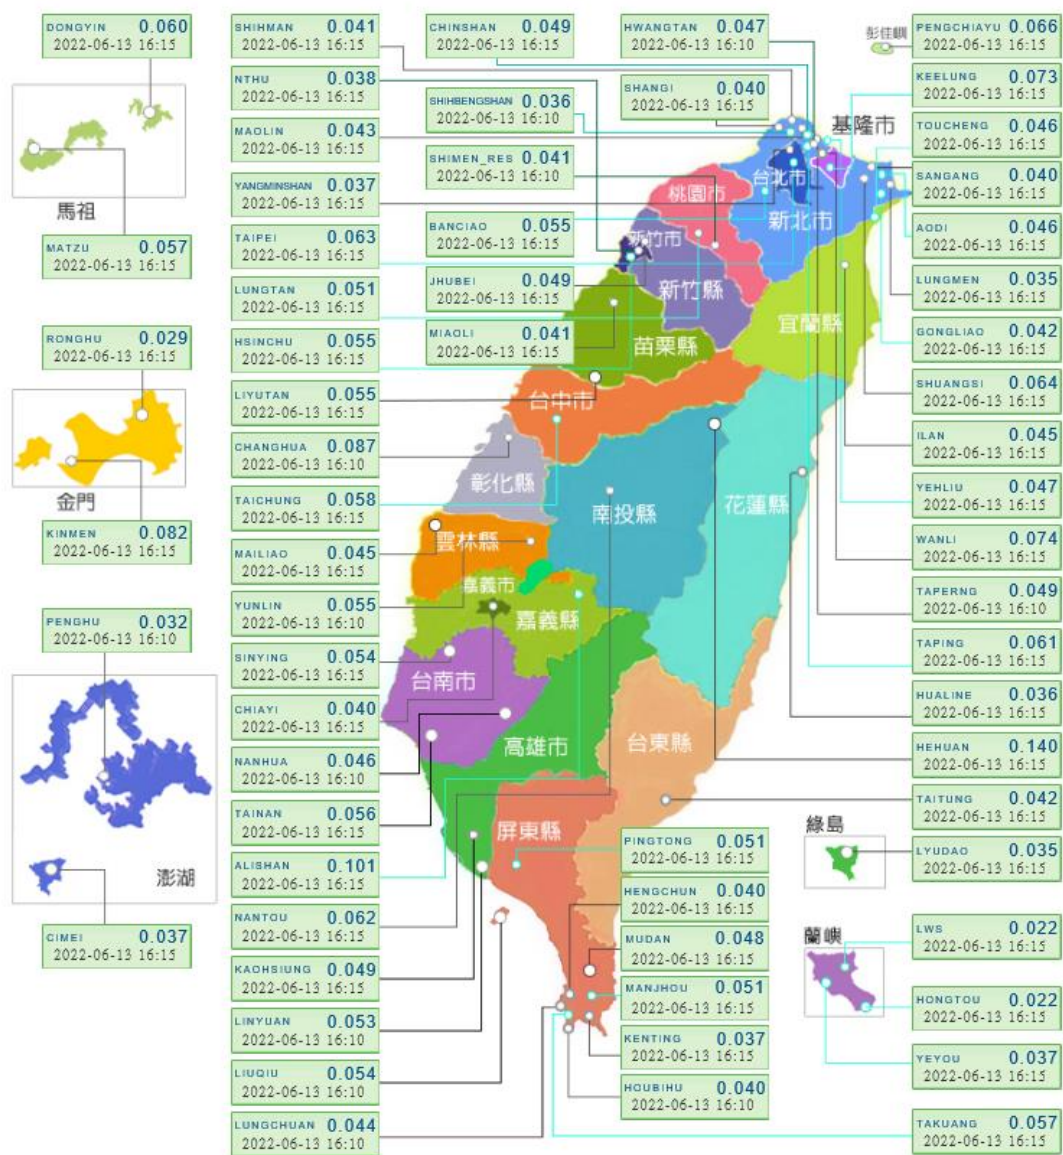 DONGYIN 0.060
2022-06-13 16:15
馬祖
MATZU 0.057
2022-06-13 16:15
RONGHU 0.029
2022-06-13 16:15
金門
KINMEN 0.082
2022-06-13 16:15
PENGHU 0.032
2022-06-13 16:10
澎湖
CIMEI 0.037
2022-06-13 16:15
SHIHMAN 0.041
2022-06-13 16:15
NTHU 0.038
2022-06-13 16:15
MAOLIN 0.043
2022-06-13 16:15
YANGMINSHAN 0.037
2022-06-13 16:15
TAIPEI 0.063
2022-06-13 16:15
LUNGTAN 0.051
2022-06-13 16:15
HSINCHU 0.055
2022-06-13 16:15
LIYUTAN 0.055
2022-06-13 16:15
CHANGHUA 0.087
2022-06-13 16:10
TAICHUNG 0.058
2022-06-13 16:15
MAILIAO 0.045
2022-06-13 16:15
YUNLIN 0.055
2022-06-13 16:10
SINYING 0.054
2022-06-13 16:15
CHIAYI 0.040
2022-06-13 16:15
NANHUA 0.046
2022-06-13 16:10
TAINAN 0.056
2022-06-13 16:15
ALISHAN 0.101
2022-06-13 16:15
NANTOU 0.062
2022-06-13 16:15
KAOHSIUNG 0.049
2022-06-13 16:15
LINYUAN 0.053
2022-06-13 16:10
LIUQIU 0.054
2022-06-13 16:10
LUNGCHUAN 0.044
2022-06-13 16:10
CHINSHAN 0.049
2022-06-13 16:15
SHIHBENGSHAN 0.036
2022-06-13 16:10
SHIMEN_RES 0.041
2022-06-13 16:10
BANCIAO 0.055
2022-06-13 16:15
JHUBEI 0.049
2022-06-13 16:15
MIAOLI 0.041
2022-06-13 16:15
HWANGTAN 0.047
2022-06-13 16:10
SHANGI 0.040
2022-06-13 16:15
彭佳嶼
基隆市
台北市
桃園市
新北市
新竹市
新竹縣
宜蘭縣
苗栗縣
台中市
彰化縣
南投縣
花蓮縣
雲林縣
嘉義市
嘉義縣
台南市
高雄市
台東縣
屏東縣
PINGTONG 0.051
2022-06-13 16:15
HENGCHUN 0.040
2022-06-13 16:15
MUDAN 0.048
2022-06-13 16:15
MANJHOU 0.051
2022-06-13 16:15
KENTING 0.037
2022-06-13 16:15
HOUBIHU 0.040
2022-06-13 16:10
PENGCHIAYU 0.066
2022-06-13 16:15
KEELUNG 0.073
2022-06-13 16:15
TOUCHENG 0.046
2022-06-13 16:15
SANGANG 0.040
2022-06-13 16:15
AODI 0.046
2022-06-13 16:15
LUNGMEN 0.035
2022-06-13 16:15
GONGLIAO 0.042
2022-06-13 16:15
SHUANGSI 0.064
2022-06-13 16:15
ILAN 0.045
2022-06-13 16:15
YEHLIU 0.047
2022-06-13 16:15
WANLI 0.074
2022-06-13 16:15
TAPERNG 0.049
2022-06-13 16:10
TAPING 0.061
2022-06-13 16:15
HUALINE 0.036
2022-06-13 16:15
HEHUAN 0.140
2022-06-13 16:15
TAITUNG 0.042
2022-06-13 16:15
綠島
LYUDAO 0.035
2022-06-13 16:15
蘭嶼
LWS 0.022
2022-06-13 16:15
HONGTOU 0.022
2022-06-13 16:15
YEYOU 0.037
2022-06-13 16:15
TAKUANG 0.057
2022-06-13 16:15